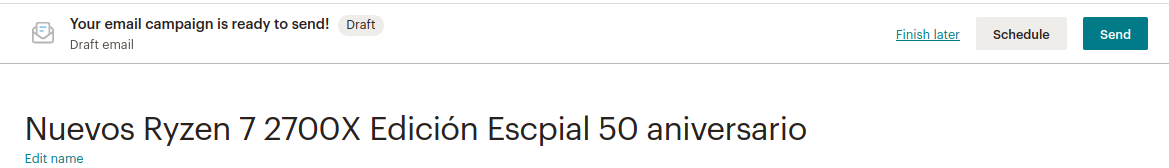 Your email campaign is ready to send! Draft
Draft email
Finish later Schedule Send
Nuevos Ryzen 7 2700X Edición Escpial 50 aniversario
Edit name